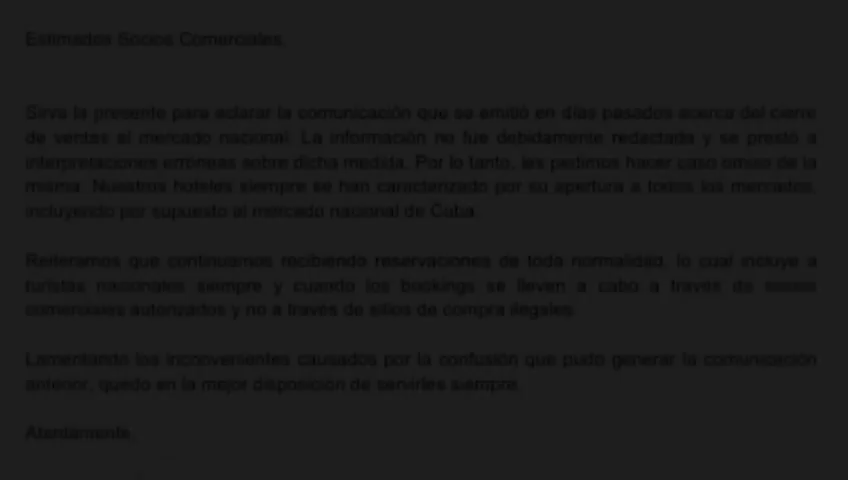 Estimados Socios Comerciales,
Sirva la presente para aclarar la comunicación que se emitió en días pasados acerca del cierre
de ventas al mercado nacional. La información no fue debidamente redactada y se prestó a
interpretaciones erróneas sobre dicha medida. Por lo tanto, les pedimos hacer caso omiso de la
misma. Nuestros hoteles siempre se han caracterizado por su apertura a todos los mercados,
incluyendo por supuesto al mercado nacional de Cuba.
Reiteramos que continuamos recibiendo reservaciones de toda normalidad, lo cual incluye a
turistas nacionales siempre y cuando los bookings se lleven a cabo a través de socios
comerciales autorizados y no a través de sitios de compra ilegales.
Lamentando los inconvenientes causados por la confusión que pudo generar la comunicación
anterior, quedo en la mejor disposición de servirles siempre.
Atentamente,